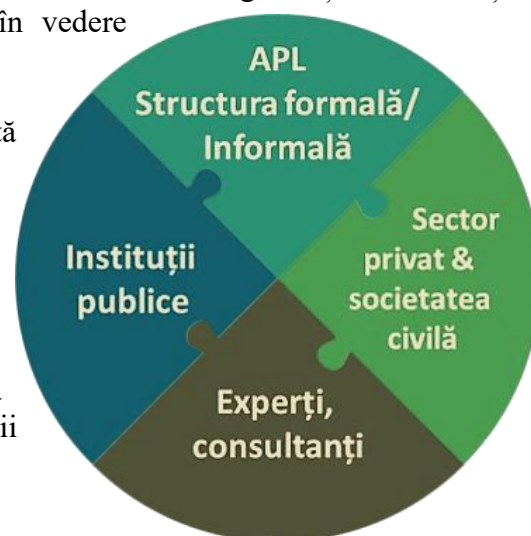 în vedere
APL
Structura formală/
Informală
Instituții
publice
Sector
privat &
societatea
civilă
Experți,
consultanți